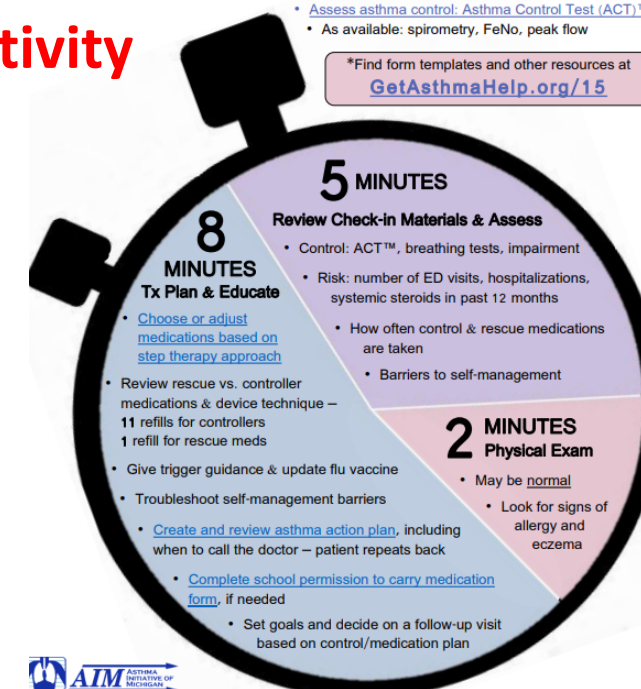 • Assess asthma control: Asthma Control Test (ACT)
• As available: spirometry, FeNo, peak flow
*Find form templates and other resources at
GetAsthmaHelp.org/15
5 MINUTES
Review Check-in Materials & Assess
• Control: ACT™, breathing tests, impairment
• Risk: number of ED visits, hospitalizations,
systemic steroids in past 12 months
• How often control & rescue medications
are taken
• Barriers to self-management
2 MINUTES
Physical Exam
• May be normal
• Look for signs of
allergy and
eczema
8
MINUTES
Tx Plan & Educate
• Choose or adjust
medications based on
step therapy approach
• Review rescue vs. controller
medications & device technique –
11 refills for controllers
1 refill for rescue meds
• Give trigger guidance & update flu vaccine
• Troubleshoot self-management barriers
• Create and review asthma action plan, including
when to call the doctor – patient repeats back
• Complete school permission to carry medication
form, if needed
• Set goals and decide on a follow-up visit
based on control/medication plan
AIM ASTHMA
INITIATIVE OF
MICHIGAN